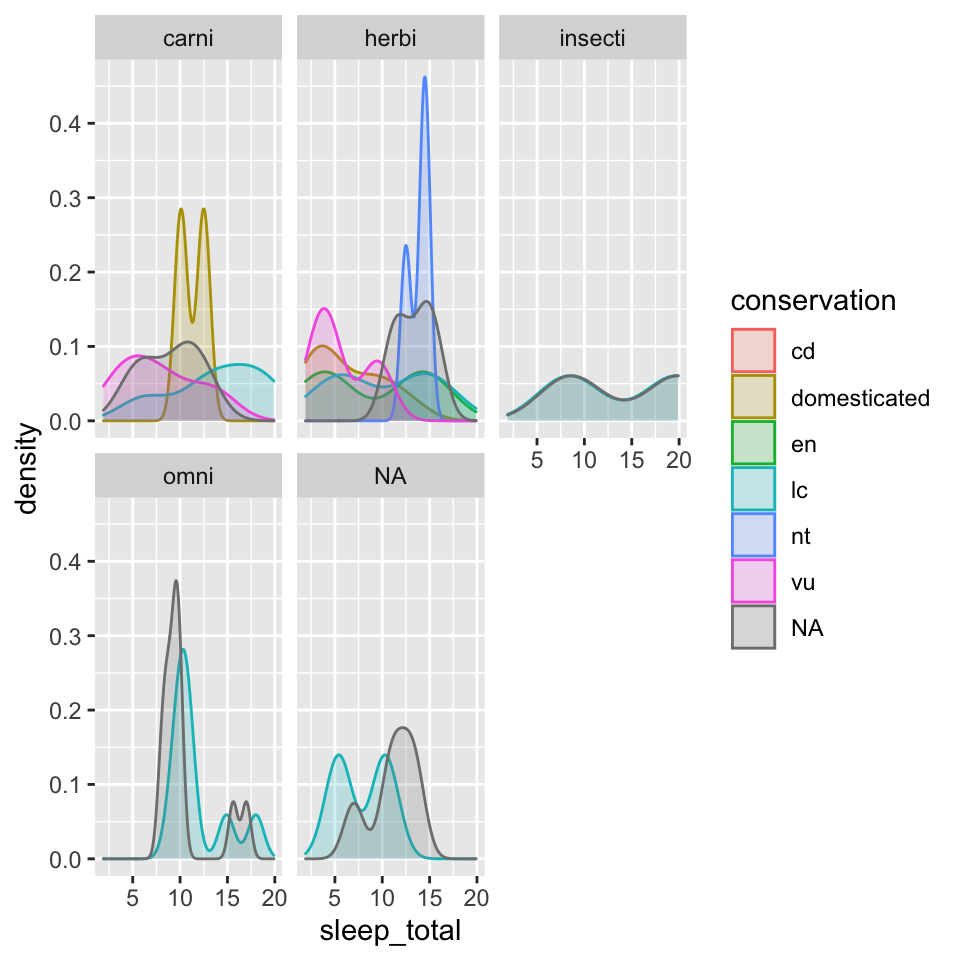 carni herbi insecti
0.4
0.3
0.2
0.1
0.0
5 10 15 20
omni NA
0.4
0.3
0.2
0.1
0.0
5 10 15 20 5 10 15 20
sleep_total
density
conservation
cd
domesticated
en
lc
nt
vu
NA